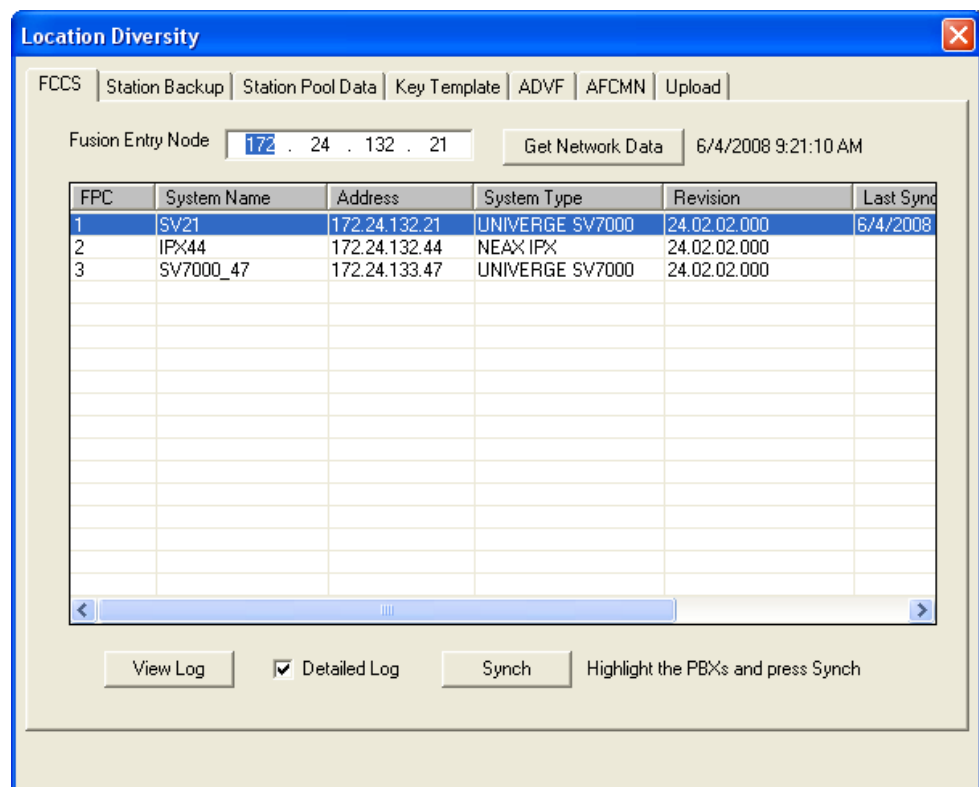 Location Diversity
FCCS Station Backup Station Pool Data Key Template ADVF AFCMN Upload
Fusion Entry Node 172 . 24 . 132 . 21 Get Network Data 6/4/2008 9:21:10 AM
FPC System Name Address System Type Revision Last Sync
1 SV21 172.24.132.21 UNIVERGE SV7000 24.02.02.000 6/4/2008
2 IPX44 172.24.132.44 NEAX IPX 24.02.02.000
3 SV7000_47 172.24.133.47 UNIVERGE SV7000 24.02.02.000
View Log Detailed Log Synch Highlight the PBXs and press Synch